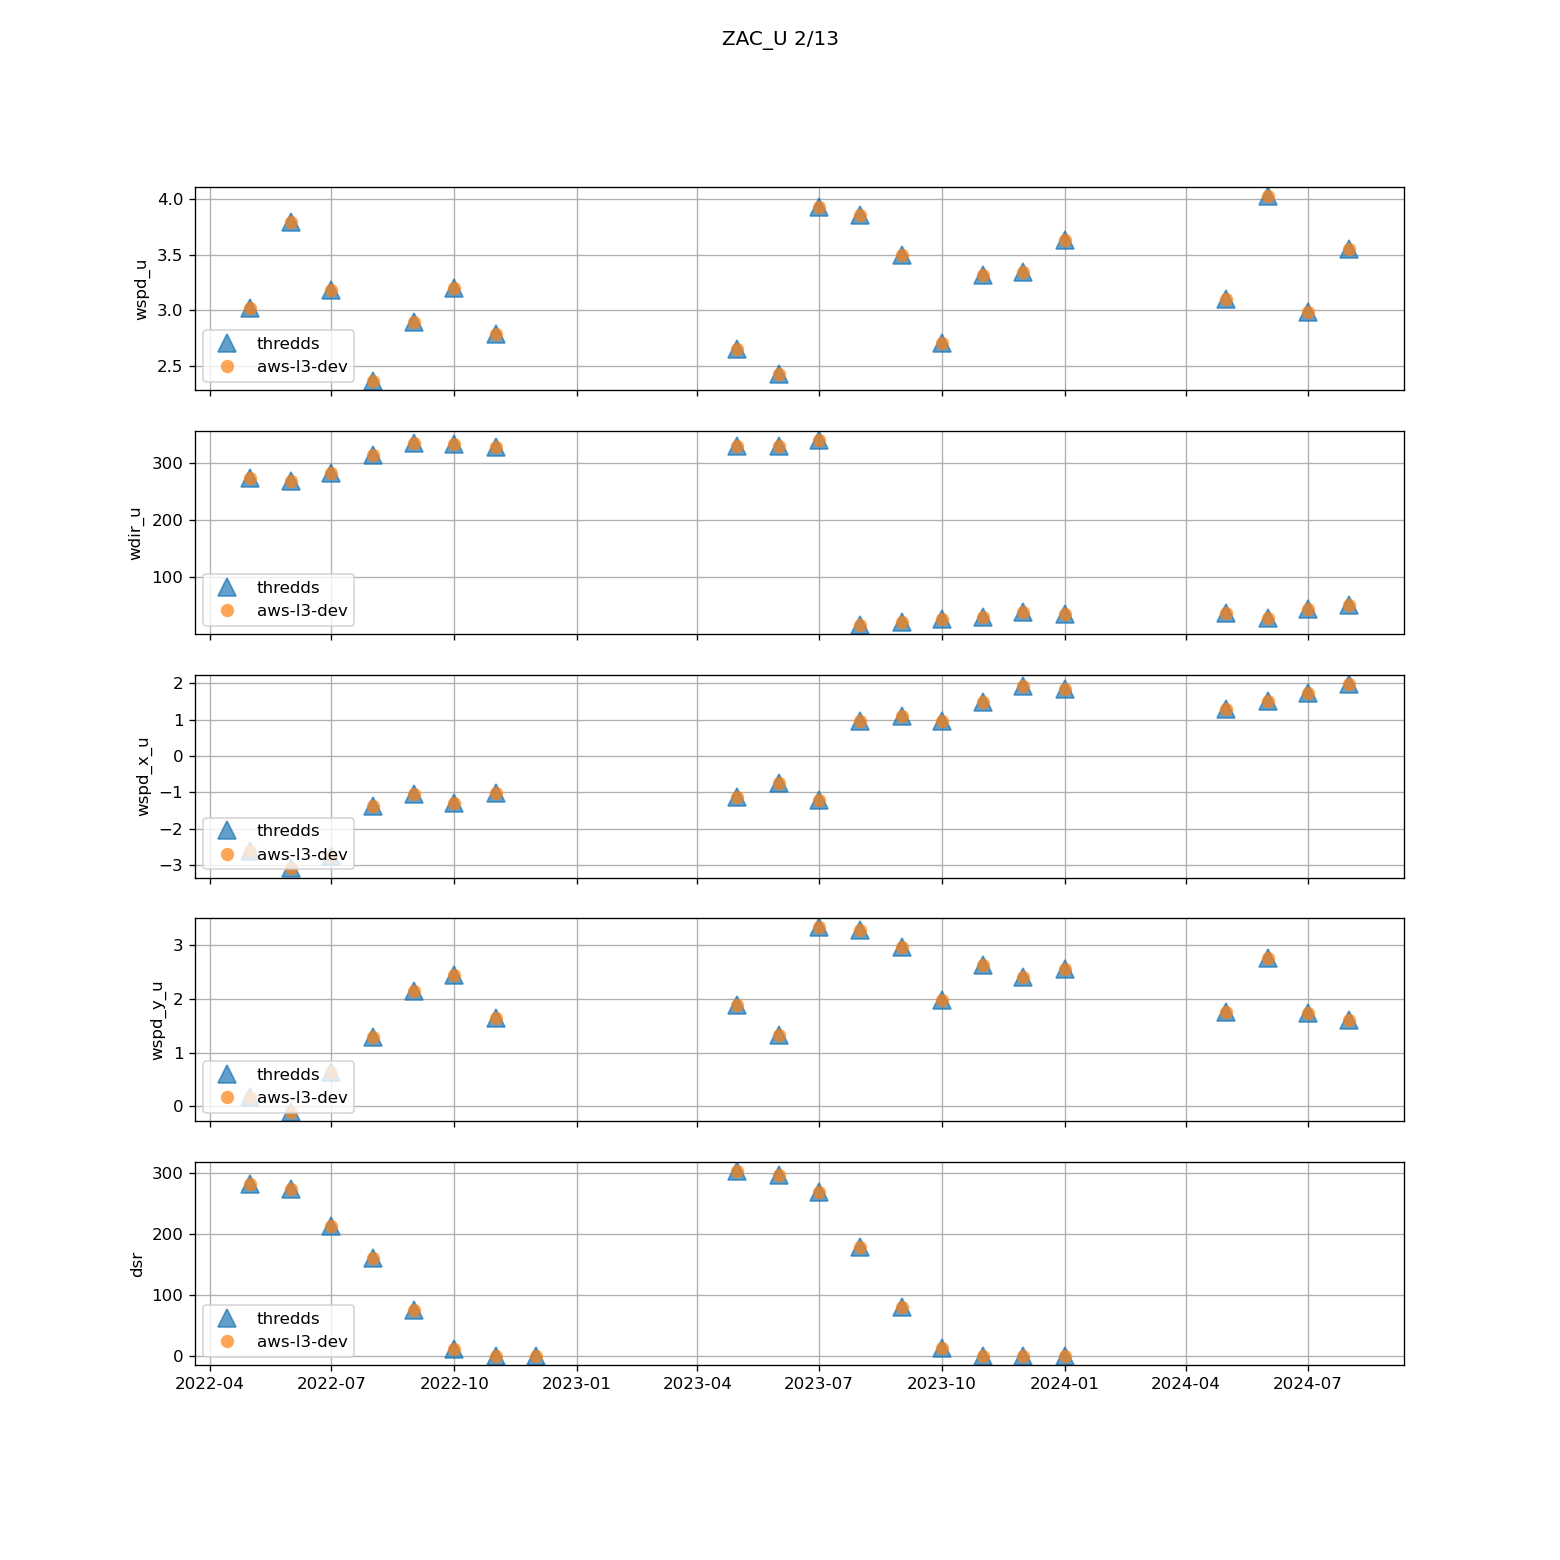 ZAC_U 2/13
wspd_u
4.0
3.5
3.0
2.5
thredds
aws-l3-dev
wdir_u
300
200
100
thredds
aws-l3-dev
wspd_x_u
2
1
0
−1
−2
−3
thredds
aws-l3-dev
wspd_y_u
3
2
1
0
thredds
aws-l3-dev
dsr
300
200
100
0
thredds
aws-l3-dev
2022-04 2022-07 2022-10 2023-01 2023-04 2023-07 2023-10 2024-01 2024-04 2024-07